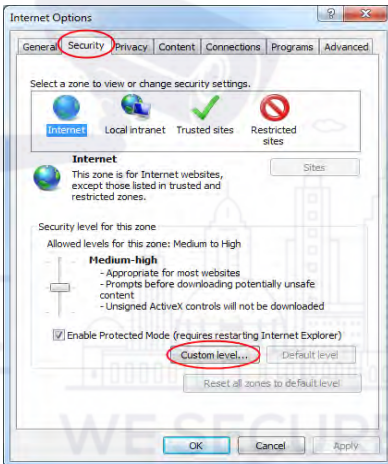 Internet Options
General Security Privacy Content Connections Programs Advanced
Select a zone to view or change security settings.
Internet Local intranet Trusted sites Restricted
sites
Internet
Sites
This zone is for Internet websites,
except those listed in trusted and
restricted zones.
Security level for this zone
Allowed levels for this zone: Medium to High
Medium-high
- Appropriate for most websites
- Prompts before downloading potentially unsafe
content
- Unsigned ActiveX controls will not be downloaded
Enable Protected Mode (requires restarting Internet Explorer)
Custom level... Default level
Reset all zones to default level
WE SECURE
OK Cancel Apply